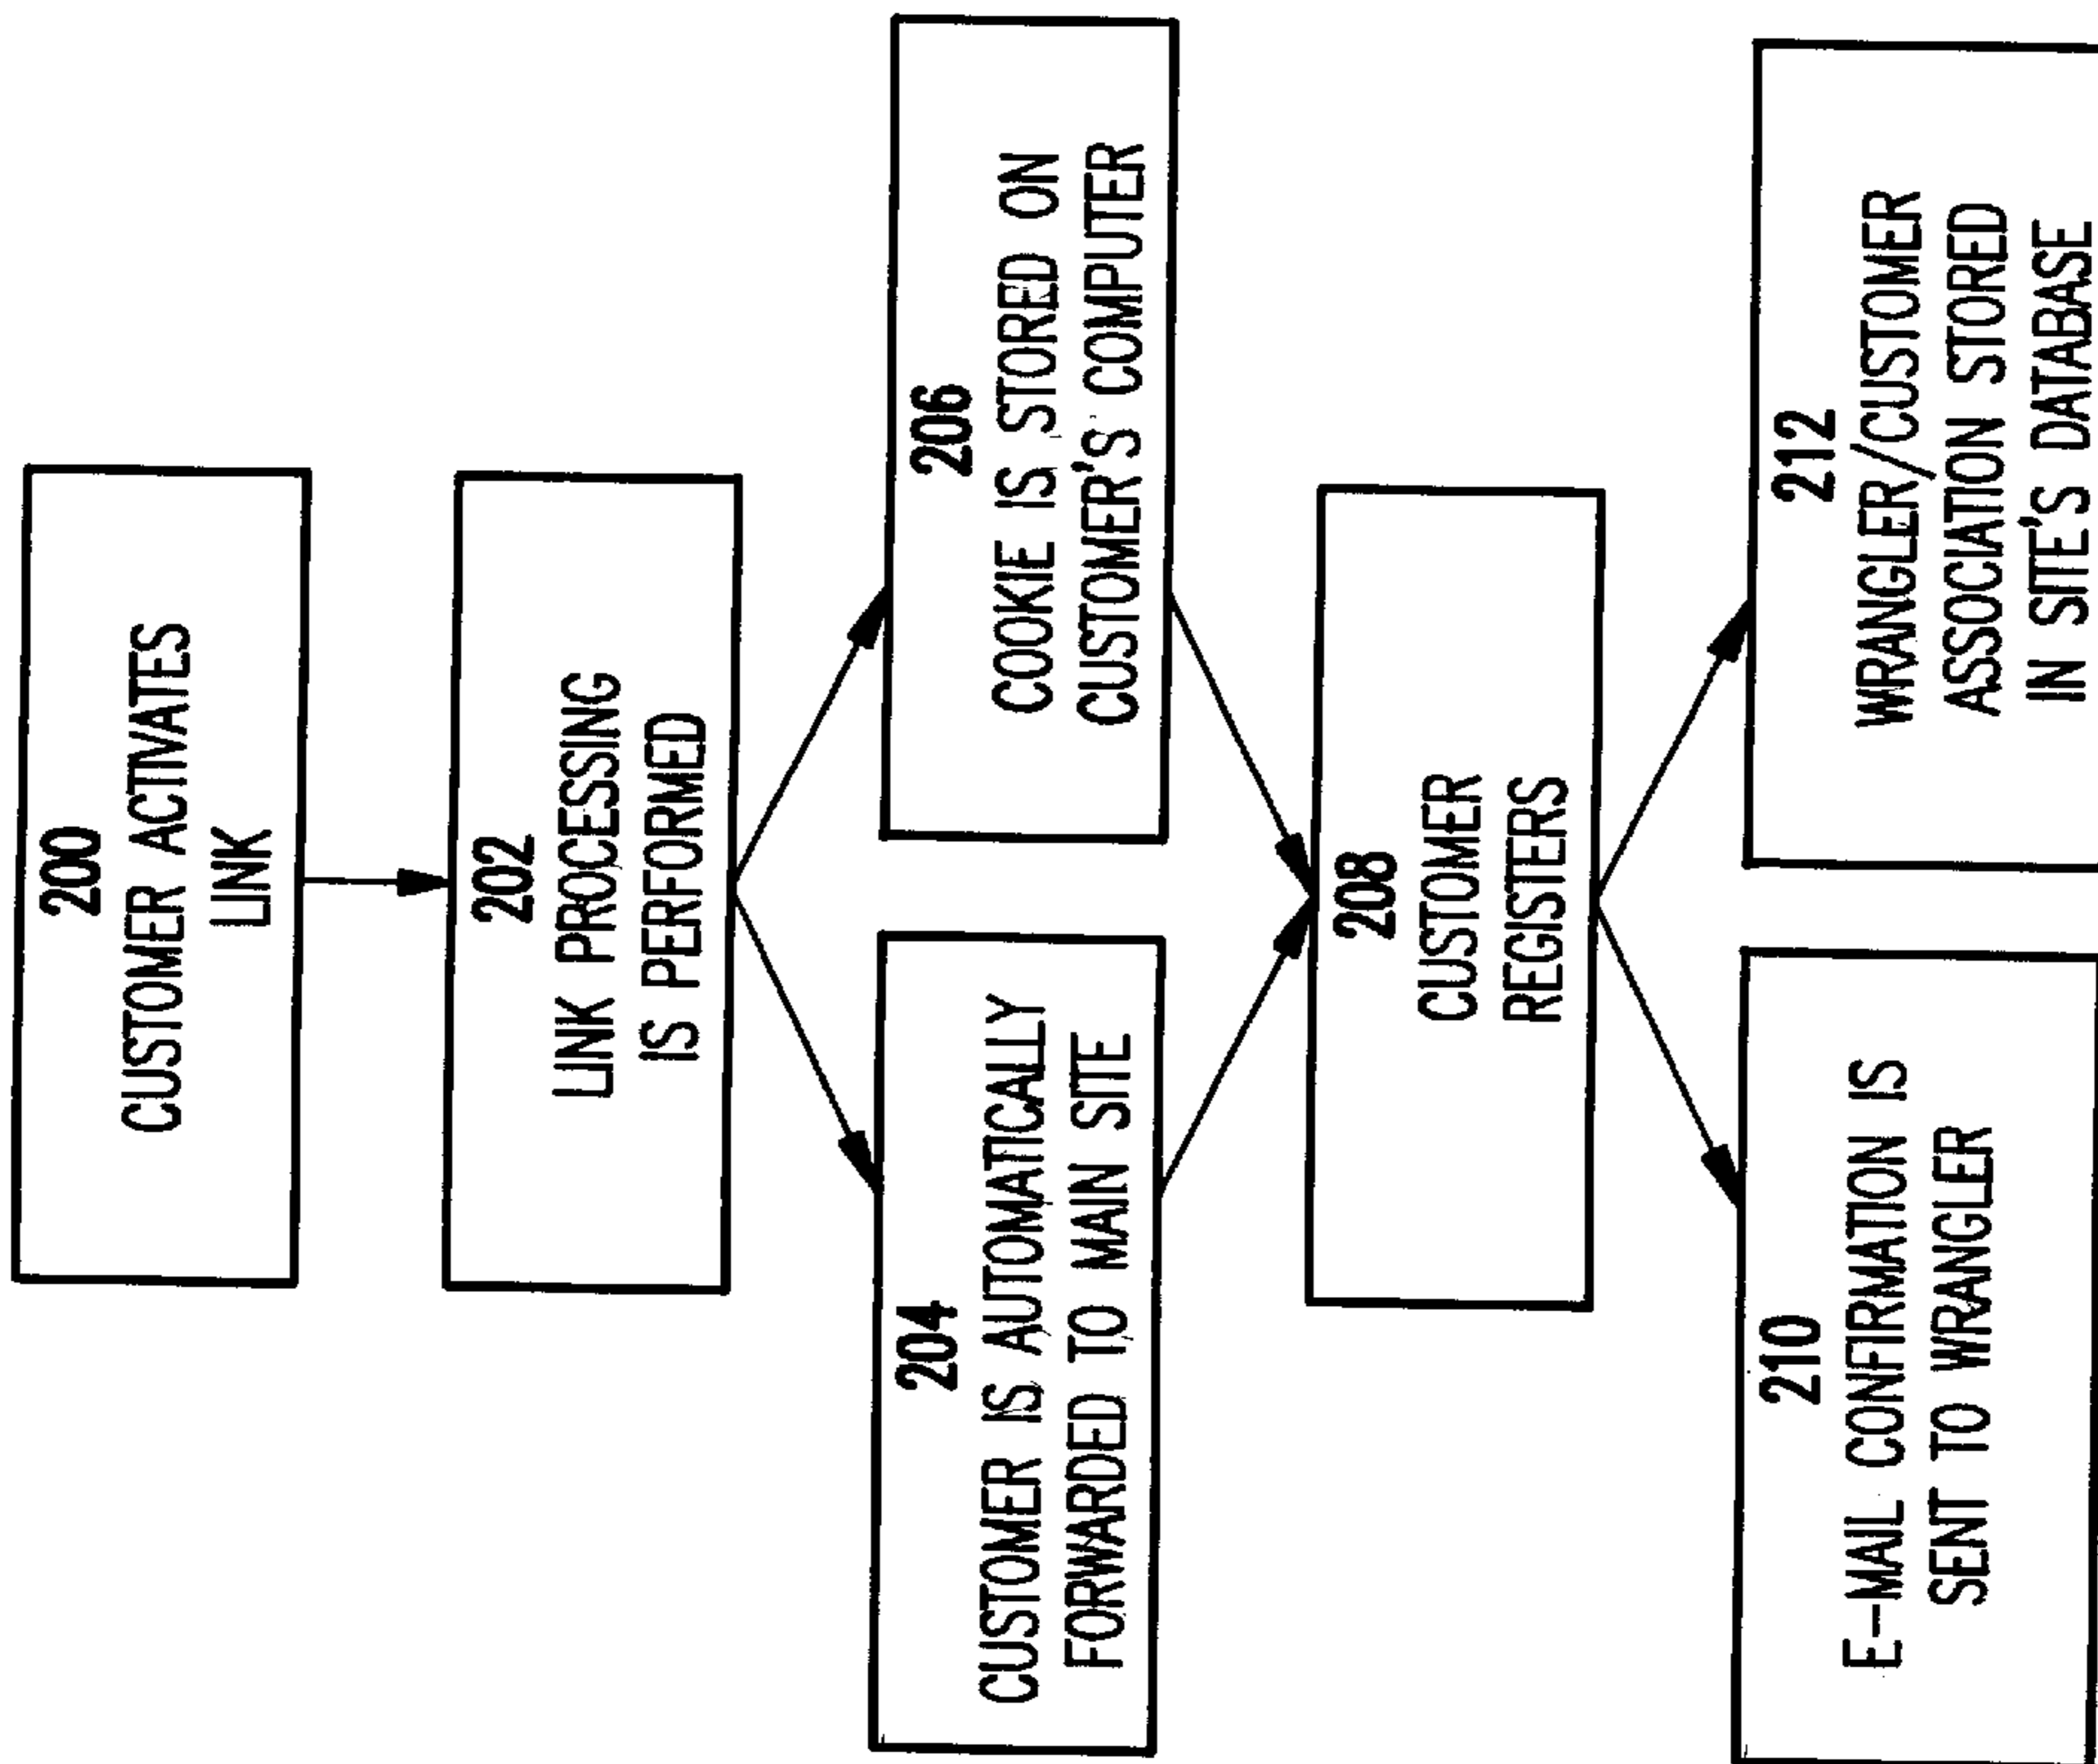 200
CUSTOMER ACTIVATES
LINK
202
LINK PROCESSING
IS PERFORMED
204
CUSTOMER IS AUTOMATICALLY
FORWARDED TO MAIN SITE
206
COOKIE IS STORED ON
CUSTOMER'S COMPUTER
208
CUSTOMER
REGISTERS
210
E-MAIL CONFIRMATION IS
SENT TO WRANGLER
212
WRANGLER/CUSTOMER
ASSOCIATION STORED
IN SITE'S DATABASE